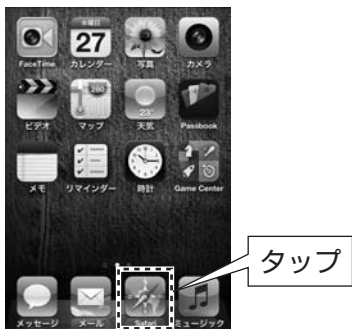 水曜日
27
FaceTime カレンダー 写真 カメラ
280
23°
ビデオ マップ 天気 Passbook
メモ リマインダー 時計 Game Center
タップ
メッセージ メール Safari ミュージック